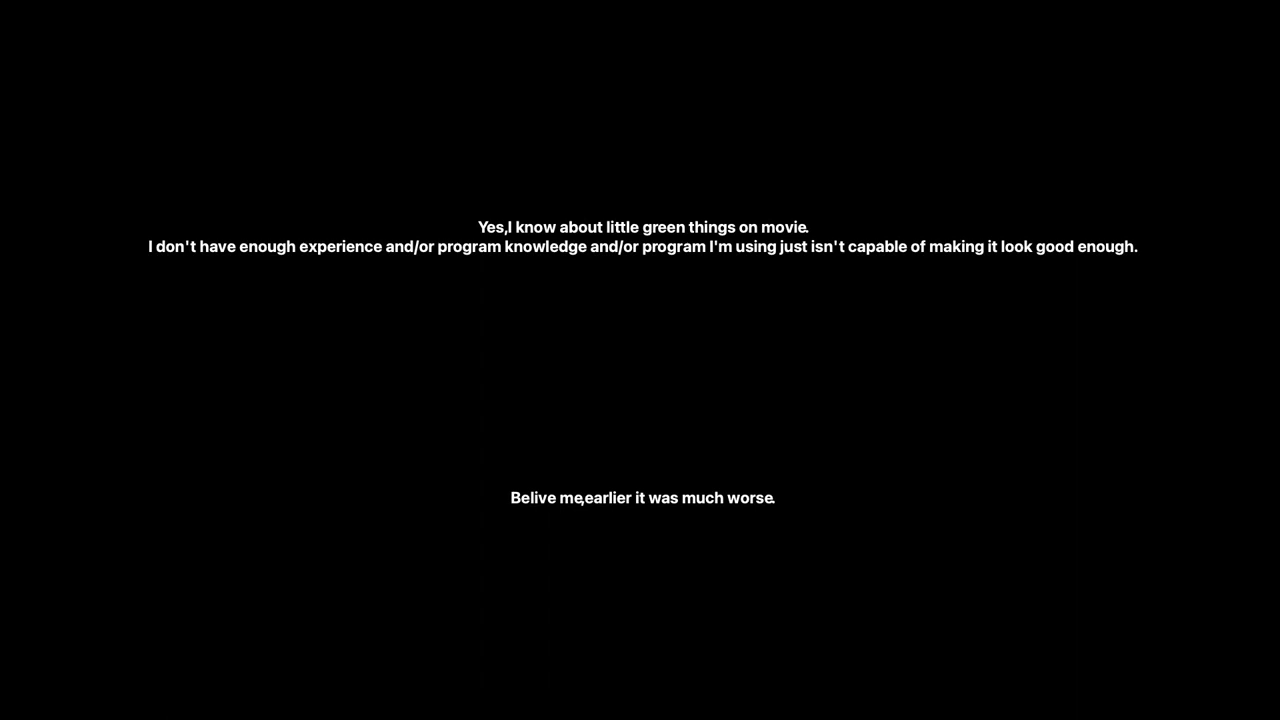 Yes,I know about little green things on movie.
I don't have enough experience and/or program knowledge and/or program I'm using just isn't capable of making it look good enough.
Belive me,earlier it was much worse.